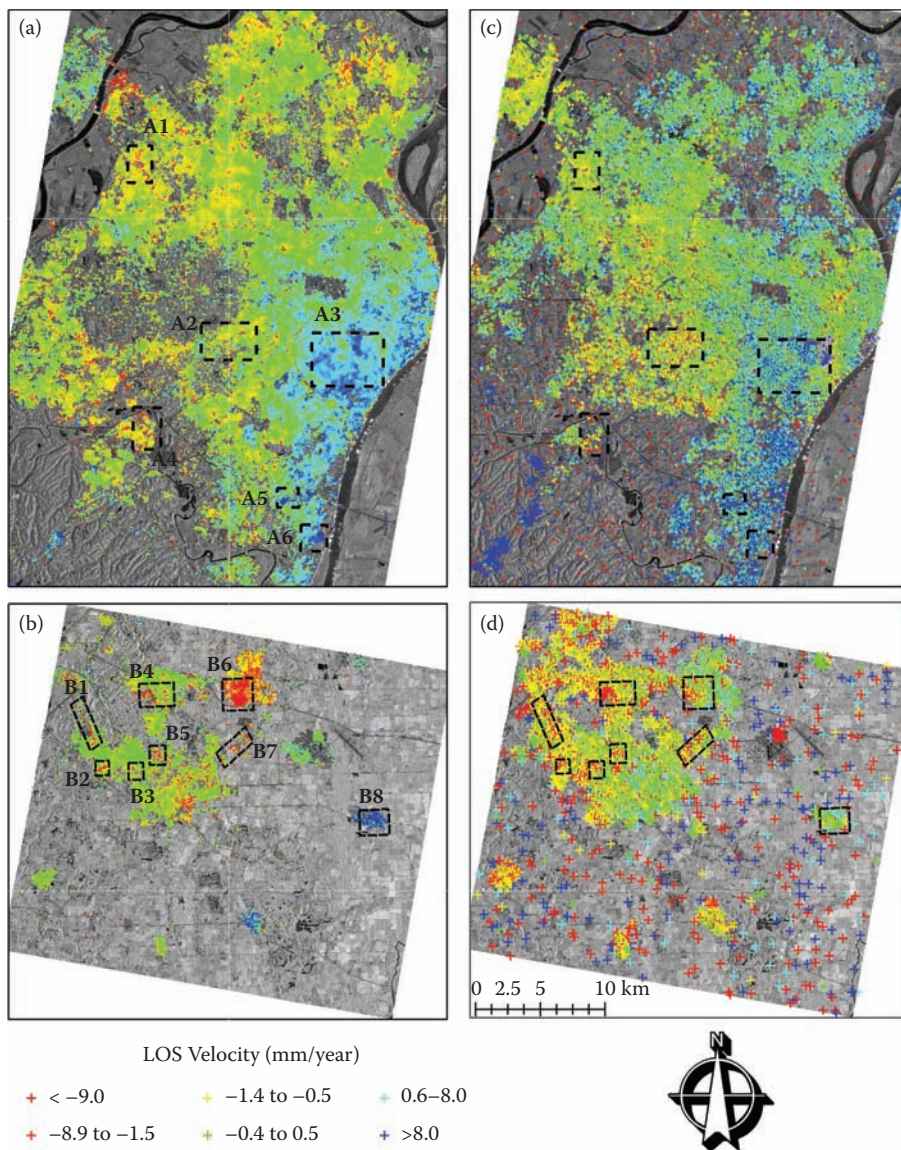 (a)
A1
A2
A3
A4
A5
A6
(c)
(b)
B1
B4
B6
B5
B7
B2
B3
B8
(d)
0 2.5 5 10 km
LOS Velocity (mm/year)
N
< −9.0
−1.4 to −0.5
0.6–8.0
−8.9 to −1.5
−0.4 to 0.5
>8.0